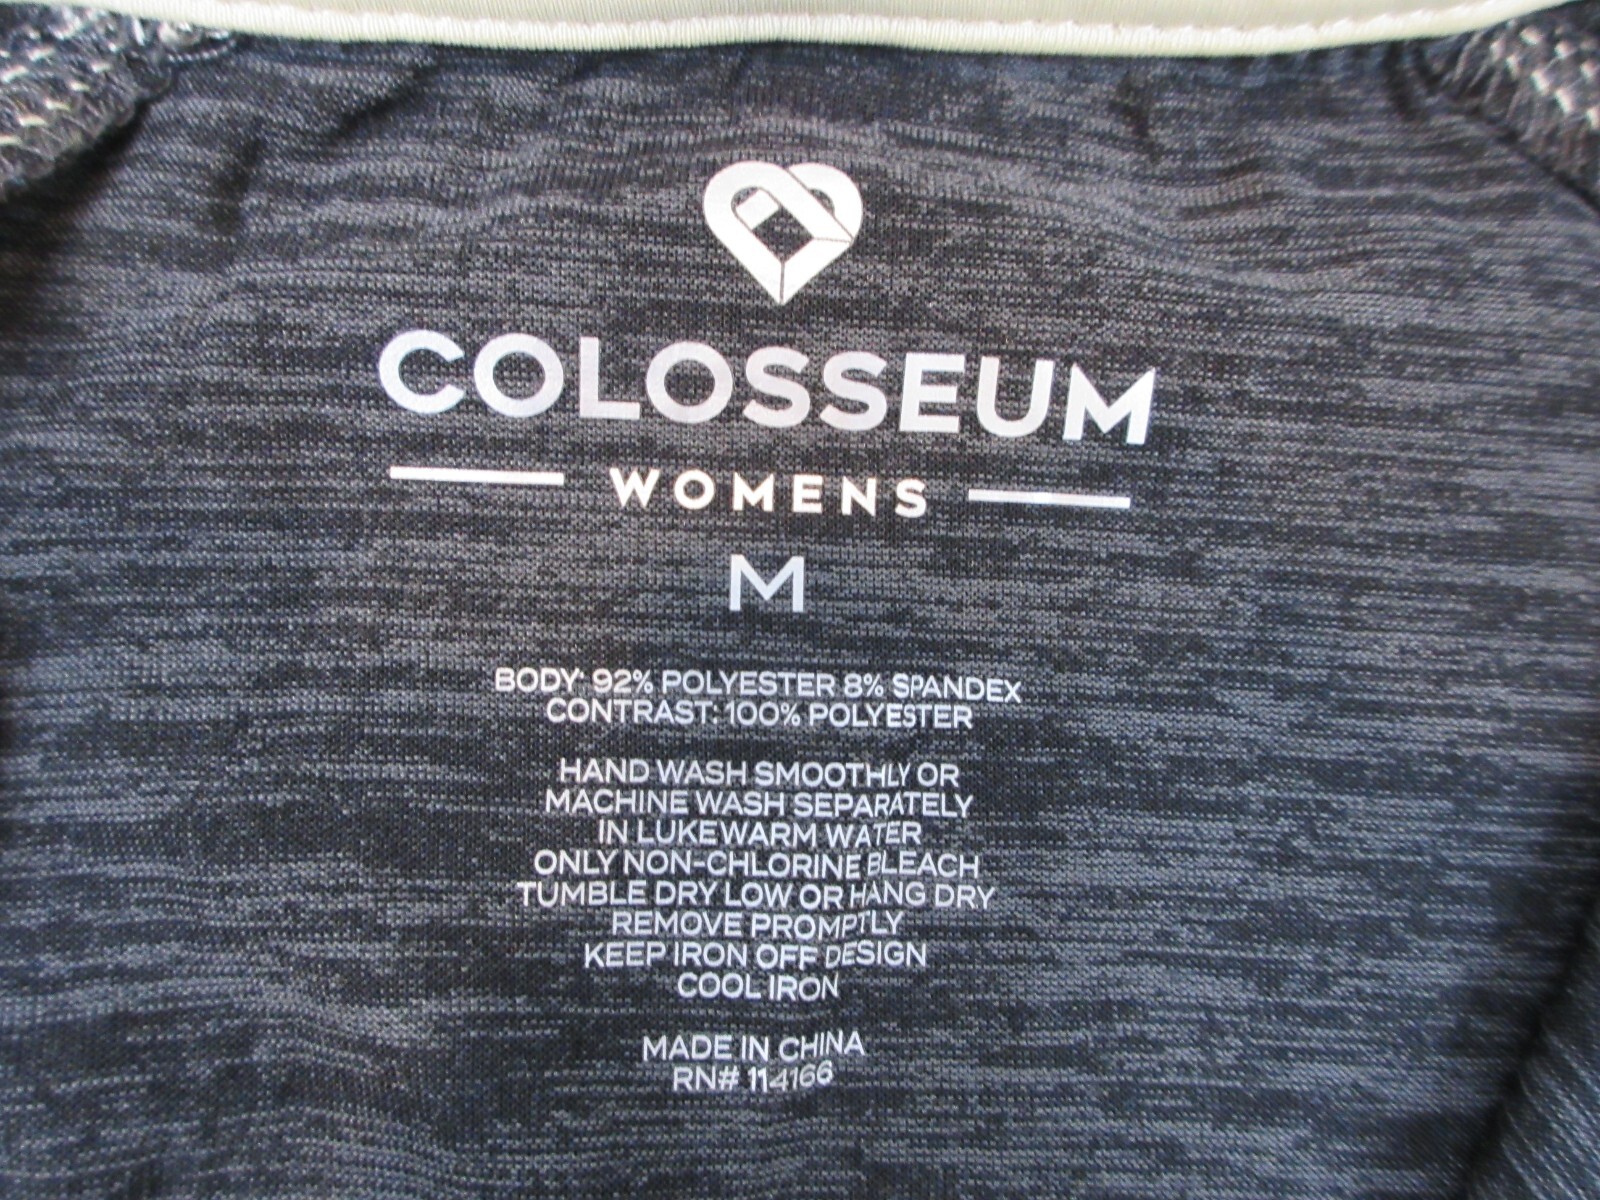 COLOSSEUM
WOMENS
M
BODY: 92% POLYESTER 8% SPANDEX
CONTRAST: 100% POLYESTER
HAND WASH SMOOTHLY OR
MACHINE WASH SEPARATELY
IN LUKEWARM WATER
ONLY NON-CHLORINE BLEACH
TUMBLE DRY LOW OR HANG DRY
REMOVE PROMPTLY
KEEP IRON OFF DESIGN
COOL IRON
MADE IN CHINA
RN# 114166